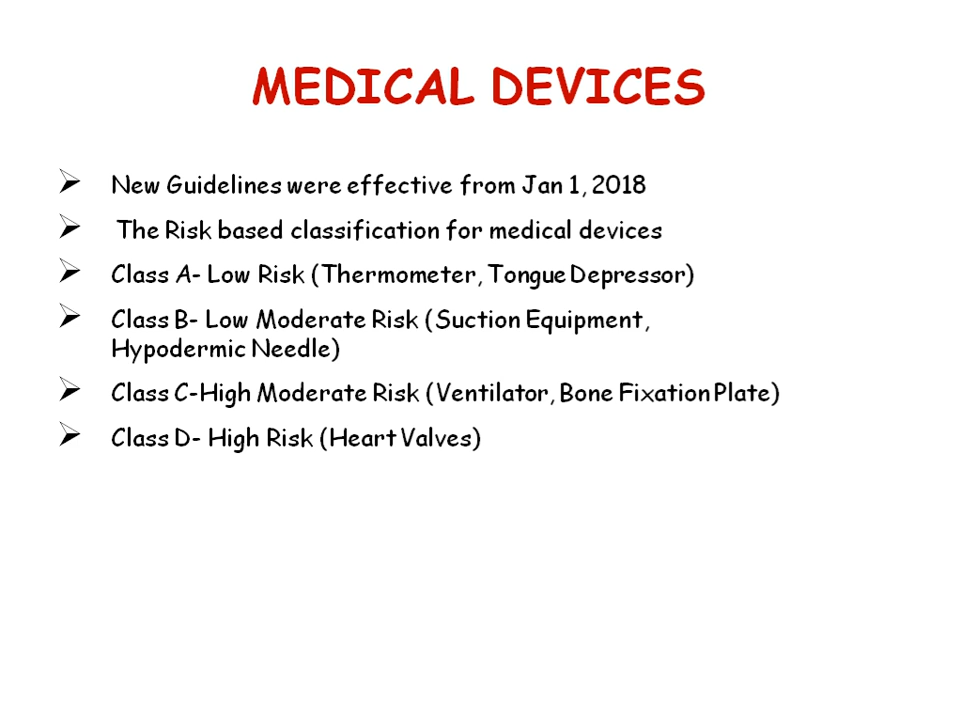 MEDICAL DEVICES
New Guidelines were effective from Jan 1, 2018
The Risk based classification for medical devices
Class A- Low Risk (Thermometer, Tongue Depressor)
Class B- Low Moderate Risk (Suction Equipment,
Hypodermic Needle)
Class C-High Moderate Risk (Ventilator, Bone Fixation Plate)
Class D- High Risk (Heart Valves)